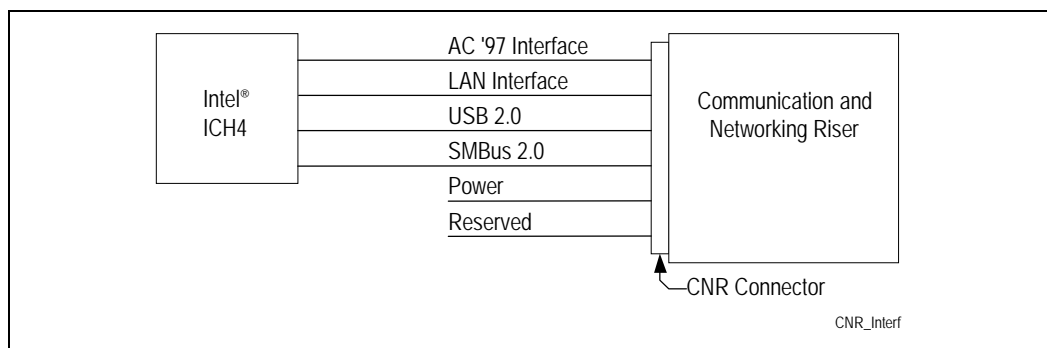 AC '97 Interface
LAN Interface
USB 2.0
SMBus 2.0
Power
Reserved
Intel®
ICH4
Communication and
Networking Riser
CNR Connector
CNR_Interf